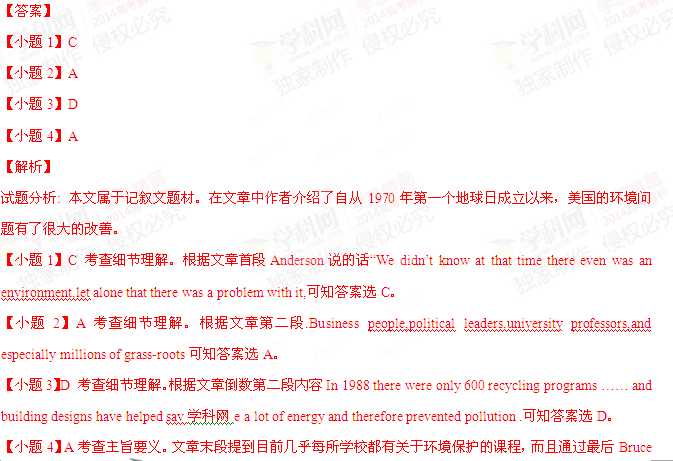 【答案】
【小题1】C
【小题2】A
【小题3】D
【小题4】A
【解析】
试题分析: 本文属于记叙文题材。在文章中作者介绍了自从 1970 年第一个地球日成立以来，美国的环境问
题有了很大的改善。
【小题1】C 考查细节理解。根据文章首段 Anderson 说的话“We didn’t know at that time there even was an
environment,let alone that there was a problem with it,可知答案选 C。
【小题 2】A 考查细节理解。根据文章第二段.Business people,political leaders,university professors,and
especially millions of grass-roots 可知答案选 A。
【小题3】D 考查细节理解。根据文章倒数第二段内容 In 1988 there were only 600 recycling programs …… and
building designs have helped say 学科网 e a lot of energy and therefore prevented pollution .可知答案选 D。
【小题4】A 考查主旨要义。文章末段提到目前几乎每所学校都有关于环境保护的课程，而且通过最后 Bruce